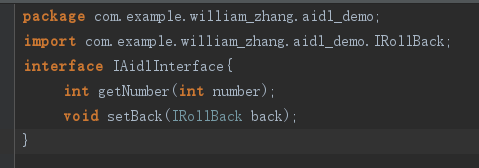 package com.example.william_zhang.aidl_demo;
import com.example.william_zhang.aidl_demo.IRollBack;
interface IAidlInterface{
    int getNumber(int number);
    void setBack(IRollBack back);
}